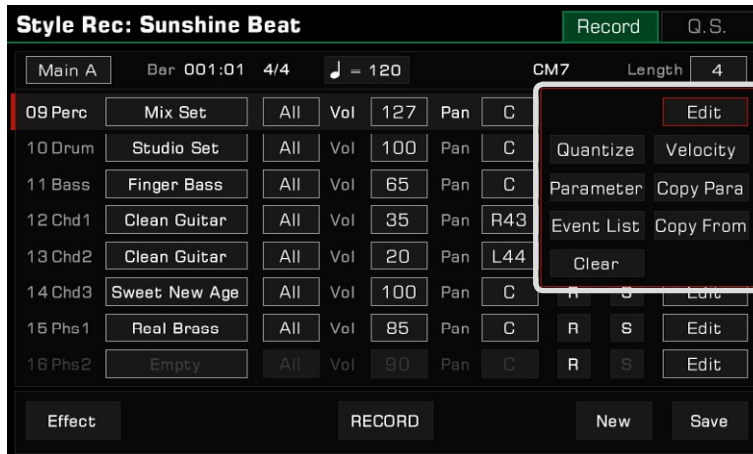 Style Rec: Sunshine Beat Record Q.S.
Main A Bar 001:01 4/4 ♩ = 120 CM7 Length 4
09 Perc Mix Set All Vol 127 Pan C Edit
10 Drum Studio Set All Vol 100 Pan C Quantize Velocity
11 Bass Finger Bass All Vol 65 Pan C Parameter Copy Para
12 Chd1 Clean Guitar All Vol 35 Pan R43 Event List Copy From
13 Chd2 Clean Guitar All Vol 20 Pan L44 Clear
14 Chd3 Sweet New Age All Vol 100 Pan C R S Edit
15 Phs1 Real Brass All Vol 85 Pan C R S Edit
16 Phs2 Empty All Vol 90 Pan C R S Edit
Effect RECORD New Save